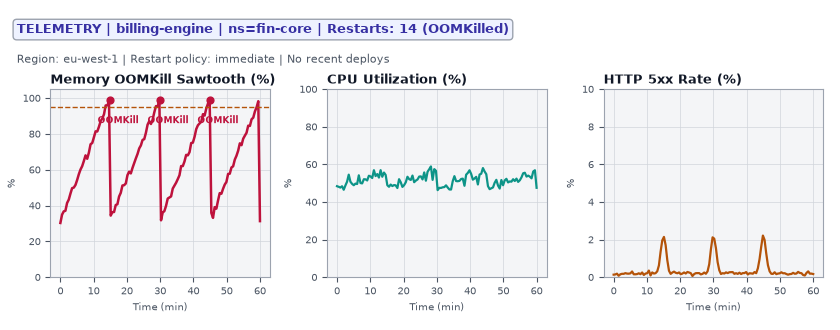 TELEMETRY | billing-engine | ns=fin-core | Restarts: 14 (OOMKilled)
Region: eu-west-1 | Restart policy: immediate | No recent deploys
Memory OOMKill Sawtooth (%)
100
80
60
40
20
0
%
OOMKill
OOMKill
OOMKill
0 10 20 30 40 50 60
Time (min)
CPU Utilization (%)
100
80
60
40
20
0
%
0 10 20 30 40 50 60
Time (min)
HTTP 5xx Rate (%)
10
8
6
4
2
0
%
0 10 20 30 40 50 60
Time (min)